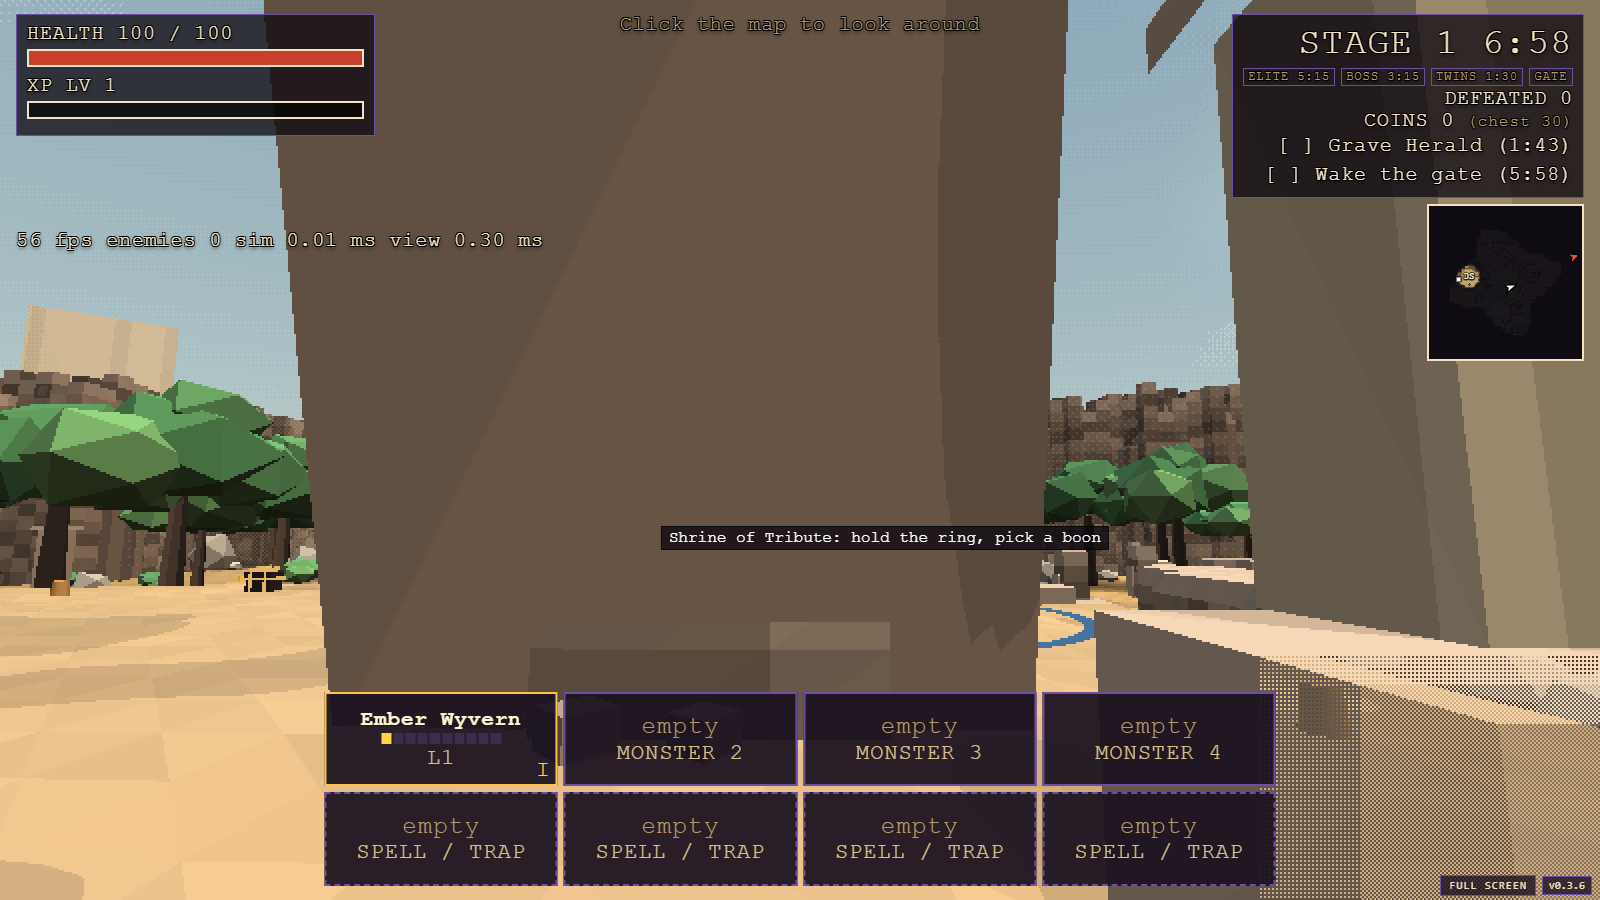 HEALTH 100 / 100
XP LV 1
Click the map to look around
STAGE 1 6:58
ELITE 5:15 BOSS 3:15 TWINS 1:30 GATE
DEFEATED 0
COINS 0 (chest 30)
[ ] Grave Herald (1:43)
[ ] Wake the gate (5:58)
56 fps enemies 0 sim 0.01 ms view 0.30 ms
Shrine of Tribute: hold the ring, pick a boon
Ember Wyvern
L1
I
empty
MONSTER 2
empty
MONSTER 3
empty
MONSTER 4
empty
SPELL / TRAP
empty
SPELL / TRAP
empty
SPELL / TRAP
empty
SPELL / TRAP
FULL SCREEN
v0.3.6